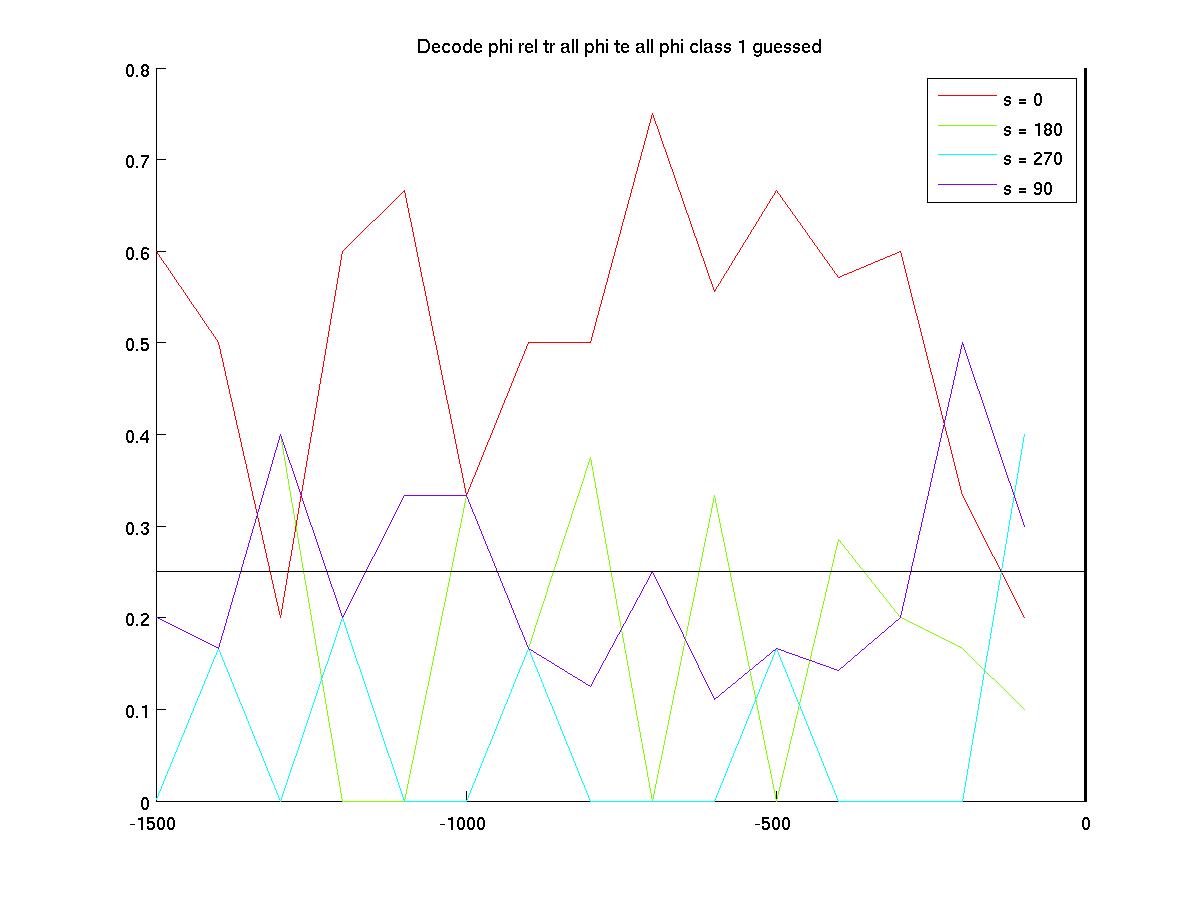 Decode phi rel tr all phi te all phi class 1 guessed
0.8
0.7
0.6
0.5
0.4
0.3
0.2
0.1
0
-1500
-1000
-500
0
s = 0
s = 180
s = 270
s = 90